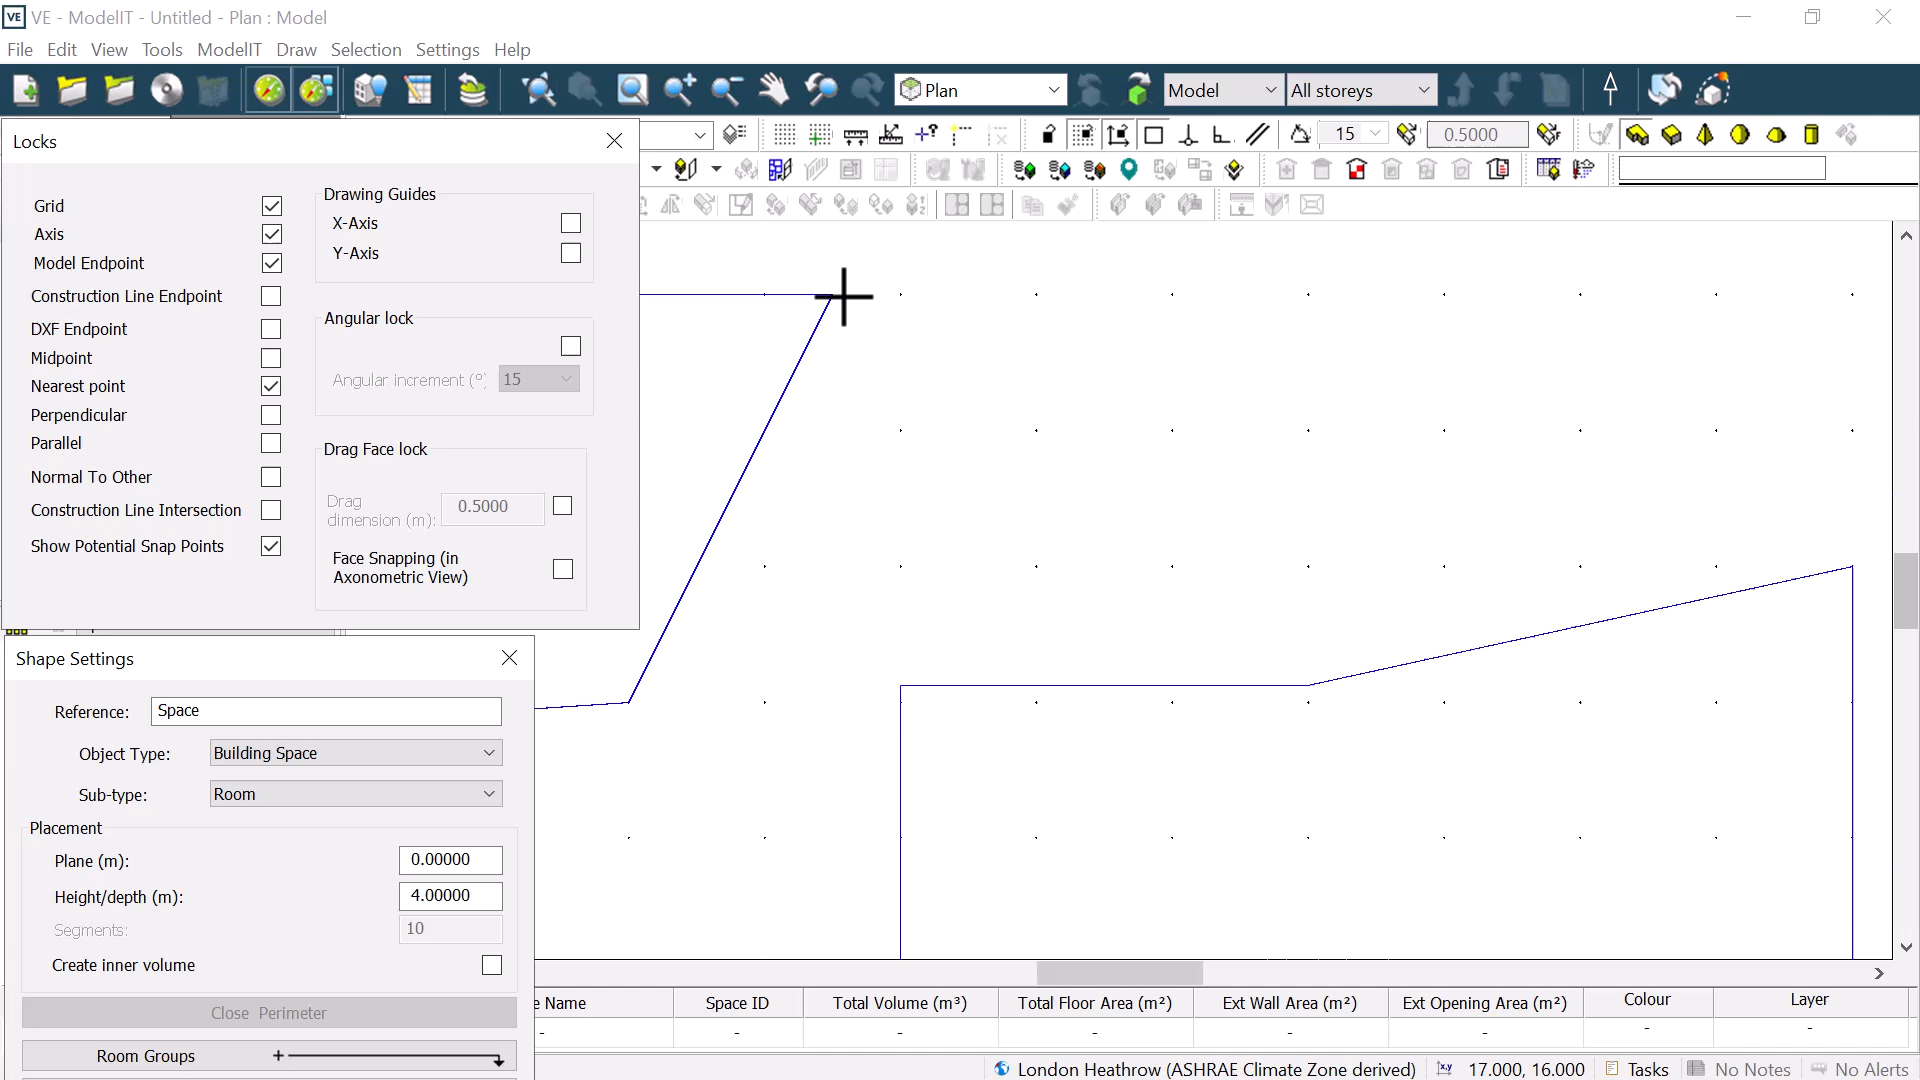 VE VE - ModelIT - Untitled - Plan : Model
File Edit View Tools ModelIT Draw Selection Settings Help
Plan Model All storeys
Locks
15 0.5000
Grid
Axis
Model Endpoint
Construction Line Endpoint
DXF Endpoint
Midpoint
Nearest point
Perpendicular
Parallel
Normal To Other
Construction Line Intersection
Show Potential Snap Points
Drawing Guides
X-Axis
Y-Axis
Angular lock
Angular increment (° 15
Drag Face lock
Drag
dimension (m): 0.5000
Face Snapping (in
Axonometric View)
Shape Settings
Reference: Space
Object Type: Building Space
Sub-type: Room
Placement
Plane (m): 0.00000
Height/depth (m): 4.00000
Segments: 10
Create inner volume
Close Perimeter
Room Groups
e Name Space ID Total Volume (m³) Total Floor Area (m²) Ext Wall Area (m²) Ext Opening Area (m²) Colour Layer
- - - - - - - -
London Heathrow (ASHRAE Climate Zone derived) 17.000, 16.000 Tasks No Notes No Alerts